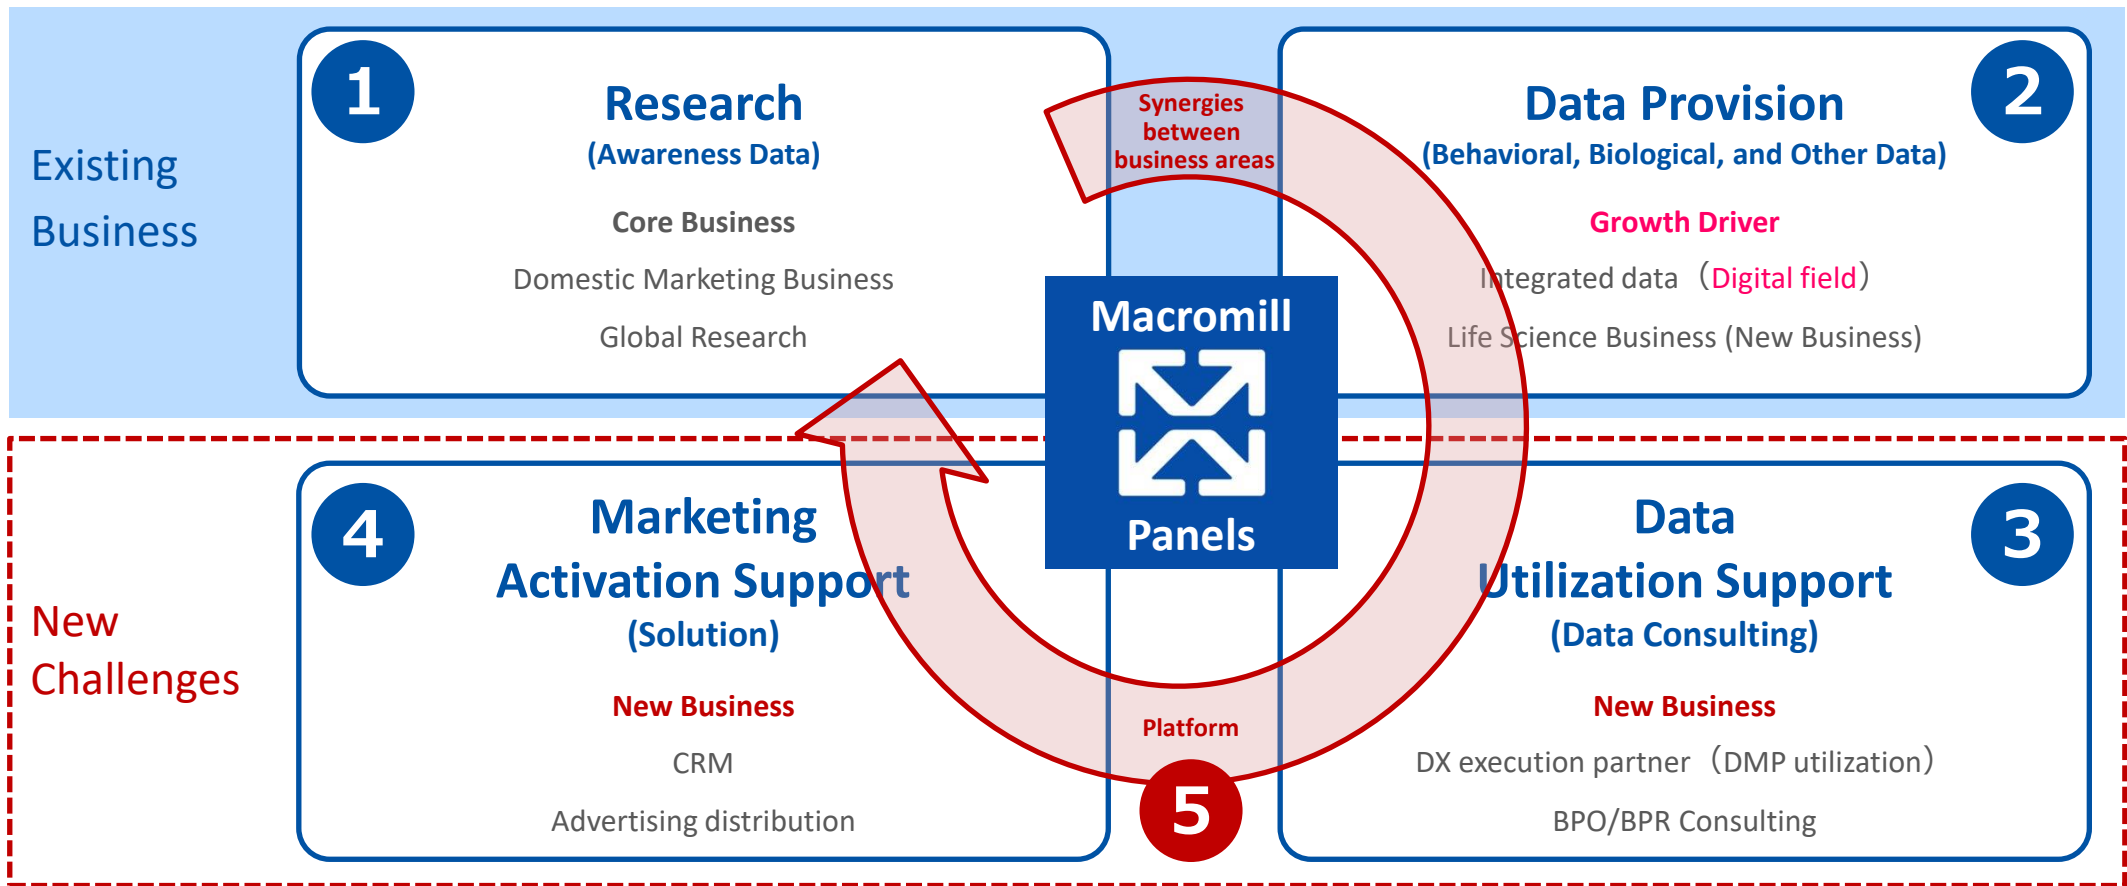 Existing
Business
1
Research
(Awareness Data)
Core Business
Domestic Marketing Business
Global Research
Synergies
between
business areas
2
Data Provision
(Behavioral, Biological, and Other Data)
Growth Driver
Integrated data（Digital field）
Life Science Business (New Business)
Macromill
Panels
New
Challenges
4
Marketing
Activation Support
(Solution)
New Business
CRM
Advertising distribution
Platform
5
3
Data
Utilization Support
(Data Consulting)
New Business
DX execution partner（DMP utilization）
BPO/BPR Consulting